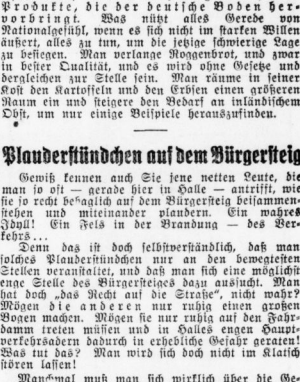 Produkte, die der deutsche Boden her-
vorbringt. Was nützt alles Gerede von
Nationalgefühl, wenn es sich nicht im starken Willen
äußert, alles zu tun, um die jetzige schwierige Lage
zu besiegen. Man verlange Roggenbrot, und zwar
in bester Qualität, und es wird ohne Gesetze und
dergleichen zur Stelle sein. Man räume in seiner
Kost den Kartoffeln und den Erbsen einen größeren
Raum ein und steigere den Bedarf an inländischem
Obst, um nur einige Beispiele herauszufinden.
Plauderstündchen auf dem Bürgersteig
Gewiß kennen auch Sie jene netten Leute, die
man so oft — gerade hier in Halle — antrifft, wie
sie so recht behaglich auf dem Bürgersteig beisammen-
stehen und miteinander plaudern. Ein wahres
Idyll! Ein Fels in der Brandung — des Ver-
kehrs...
Denn das ist doch selbstverständlich, daß man
solches Plauderstündchen nur an den bewegtesten
Stellen veranstaltet, und daß man sich eine möglichst
enge Stelle des Bürgersteiges dazu aussucht. Man
hat doch „das Recht auf die Straße“, nicht wahr?
Mögen die anderen nur ruhig einen großen
Bogen machen. Mögen sie nur ruhig auf den Fahr-
damm treten müssen und in Halles engen Haupt-
verkehrsadern dadurch in erhebliche Gefahr geraten!
Was tut das? Man wird sich doch nicht im Klatsch
stören lassen!
Manchmal muß man sich wirklich über die Ge-